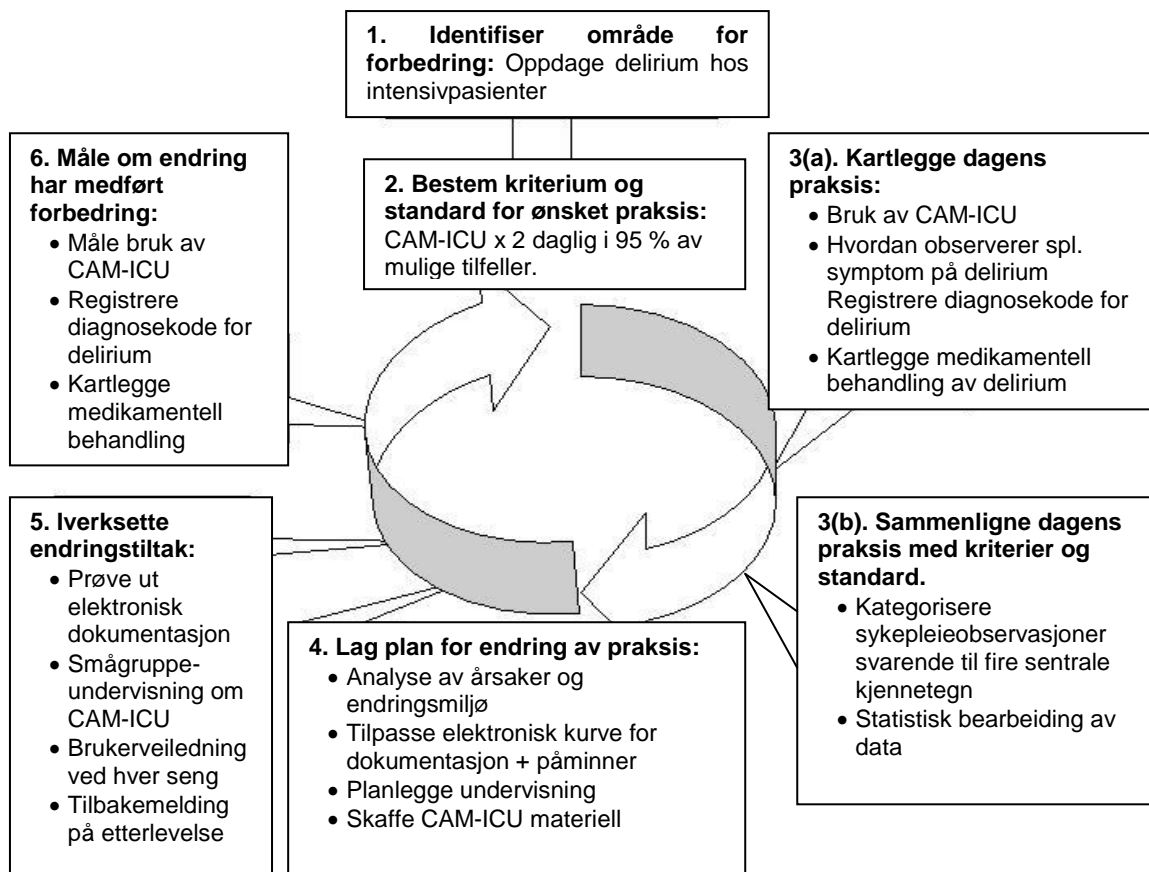 1. Identifiser område for
forbedring: Oppdage delirium hos
intensivpasienter
2. Bestem kriterium og
standard for ønsket praksis:
CAM-ICU x 2 daglig i 95 % av
mulige tilfeller.
3(a). Kartlegge dagens
praksis:
• Bruk av CAM-ICU
• Hvordan observerer spl.
symptom på delirium
Registrere diagnosekode for
delirium
• Kartlegge medikamentell
behandling av delirium
3(b). Sammenligne dagens
praksis med kriterier og
standard.
• Kategorisere
sykepleieobservasjoner
svarende til fire sentrale
kjennetegn
• Statistisk bearbeiding av
data
4. Lag plan for endring av praksis:
• Analyse av årsaker og
endringsmiljø
• Tilpasse elektronisk kurve for
dokumentasjon + påminner
• Planlegge undervisning
• Skaffe CAM-ICU materiell
5. Iverksette
endringstiltak:
• Prøve ut
elektronisk
dokumentasjon
• Smågruppe-
undervisning om
CAM-ICU
• Brukerveiledning
ved hver seng
• Tilbakemelding
på etterlevelse
6. Måle om endring
har medført
forbedring:
• Måle bruk av
CAM-ICU
• Registrere
diagnosekode for
delirium
• Kartlegge
medikamentell
behandling